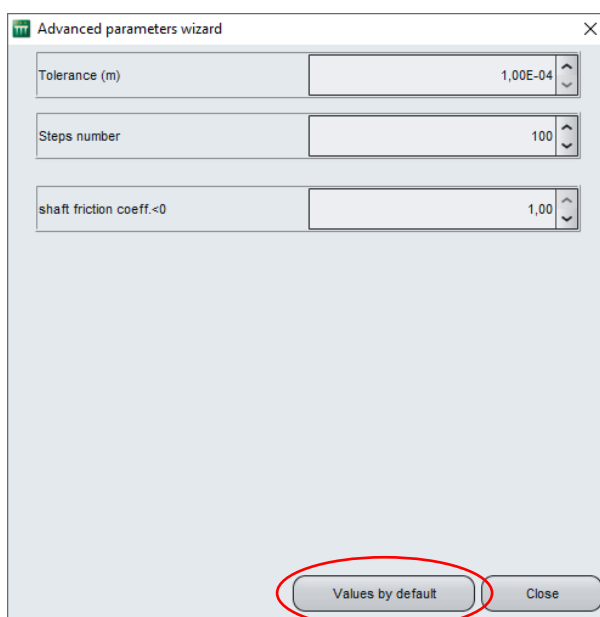 Advanced parameters wizard
Tolerance (m) 1,00E-04
Steps number 100
shaft friction coeff.<0 1,00
Values by default Close